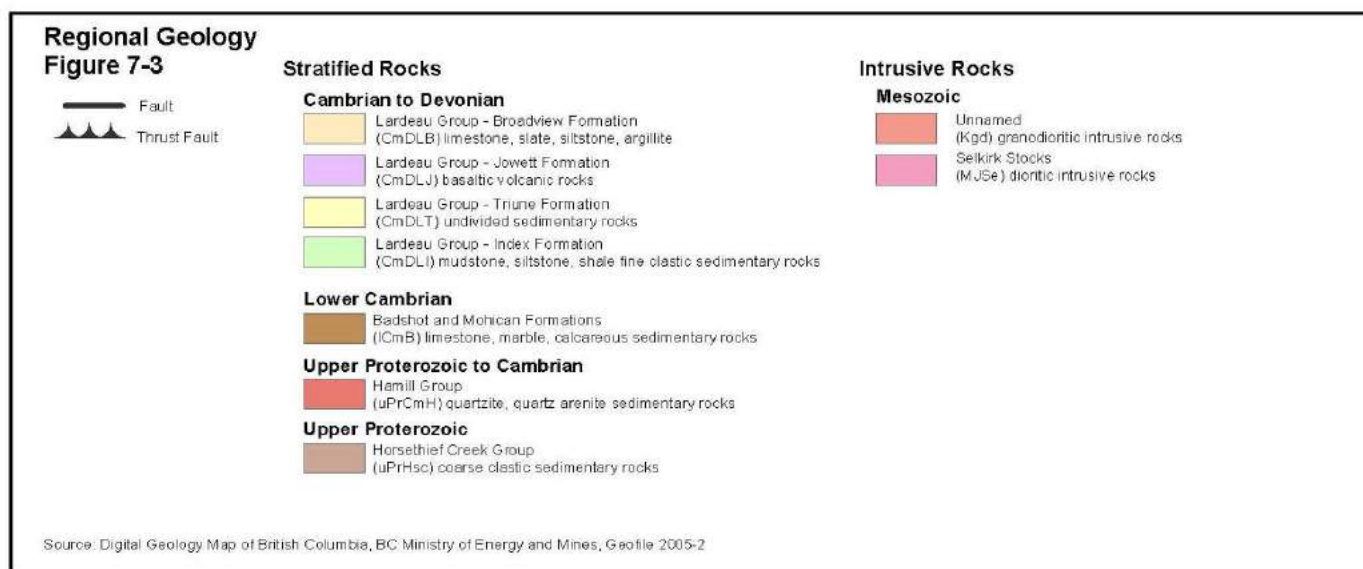 Regional Geology
Figure 7-3
Fault
Thrust Fault
Stratified Rocks
Cambrian to Devonian
Lardeau Group - Broadview Formation
(CmDLB) limestone, slate, siltstone, argillite
Lardeau Group - Jowett Formation
(CmDLJ) basaltic volcanic rocks
Lardeau Group - Triune Formation
(CmDLT) undivided sedimentary rocks
Lardeau Group - Index Formation
(CmDLI) mudstone, siltstone, shale fine clastic sedimentary rocks
Lower Cambrian
Badshot and Mohican Formations
(lCmB) limestone, marble, calcareous sedimentary rocks
Upper Proterozoic to Cambrian
Hamill Group
(uPrCmH) quartzite, quartz arenite sedimentary rocks
Upper Proterozoic
Horsethief Creek Group
(uPrHsc) coarse clastic sedimentary rocks
Intrusive Rocks
Mesozoic
Unnamed
(Kgd) granodioritic intrusive rocks
Selkirk Stocks
(MJSe) dioritic intrusive rocks
Source: Digital Geology Map of British Columbia, BC Ministry of Energy and Mines, Geofile 2005-2